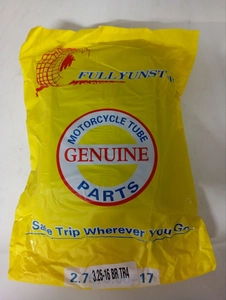 FULLYUNST
MOTORCYCLE TUBE
GENUINE
PARTS
Safe Trip Wherever You Go
2.7 3.25-16 BR TR4 17